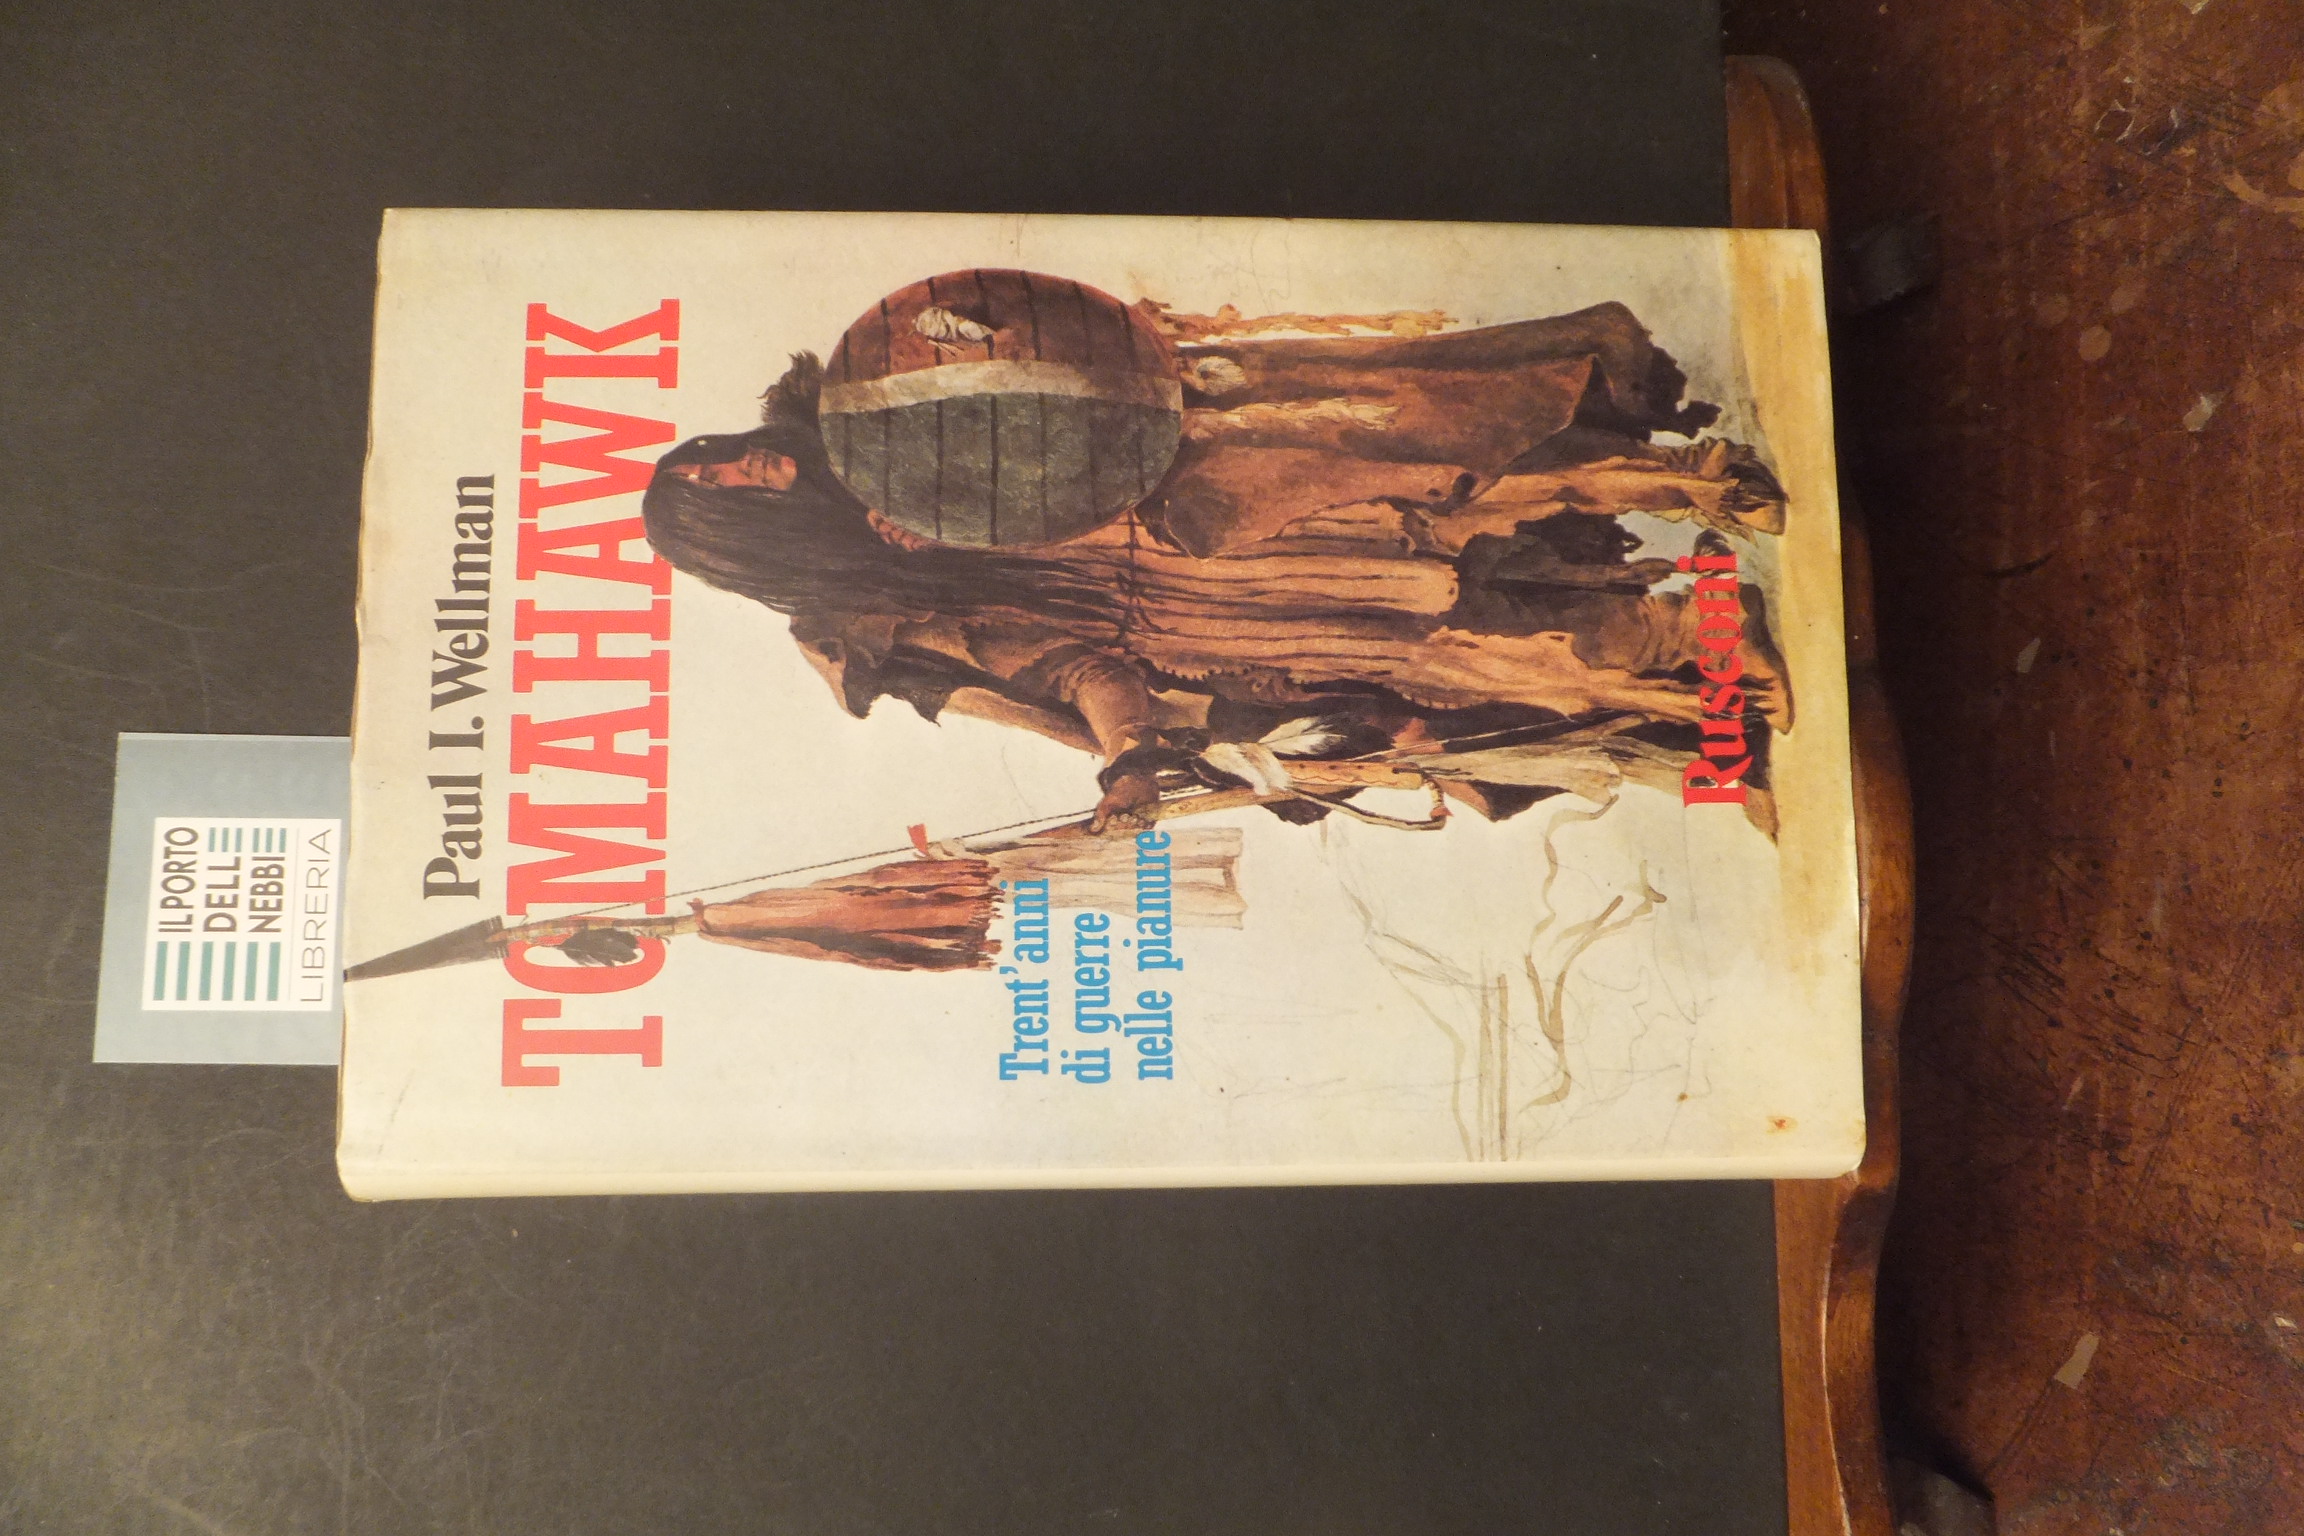 IL PORTO
DELLE
NEBBIE
LIBRERIA
Paul I. Wellman
TOMAHAWK
Trent'anni
di guerre
nelle pianure
Rusconi